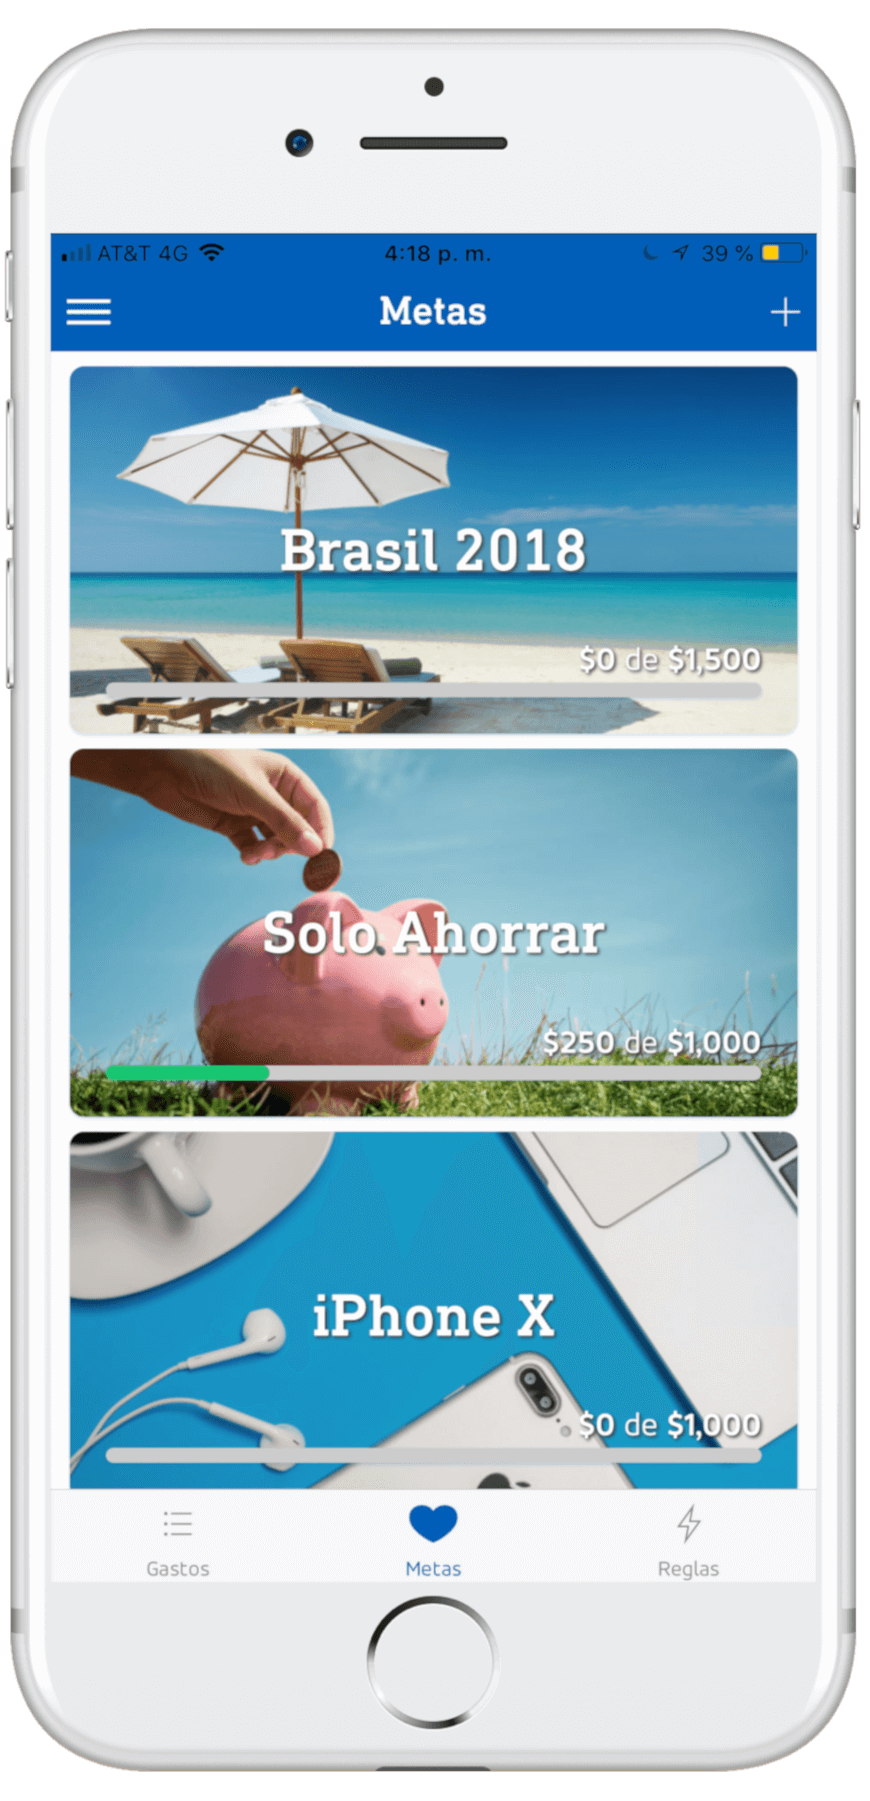 AT&T 4G 4:18 p. m. 39 %
Metas
Brasil 2018
$0 de $1,500
Solo Ahorrar
$250 de $1,000
iPhone X
$0 de $1,000
Gastos Metas Reglas